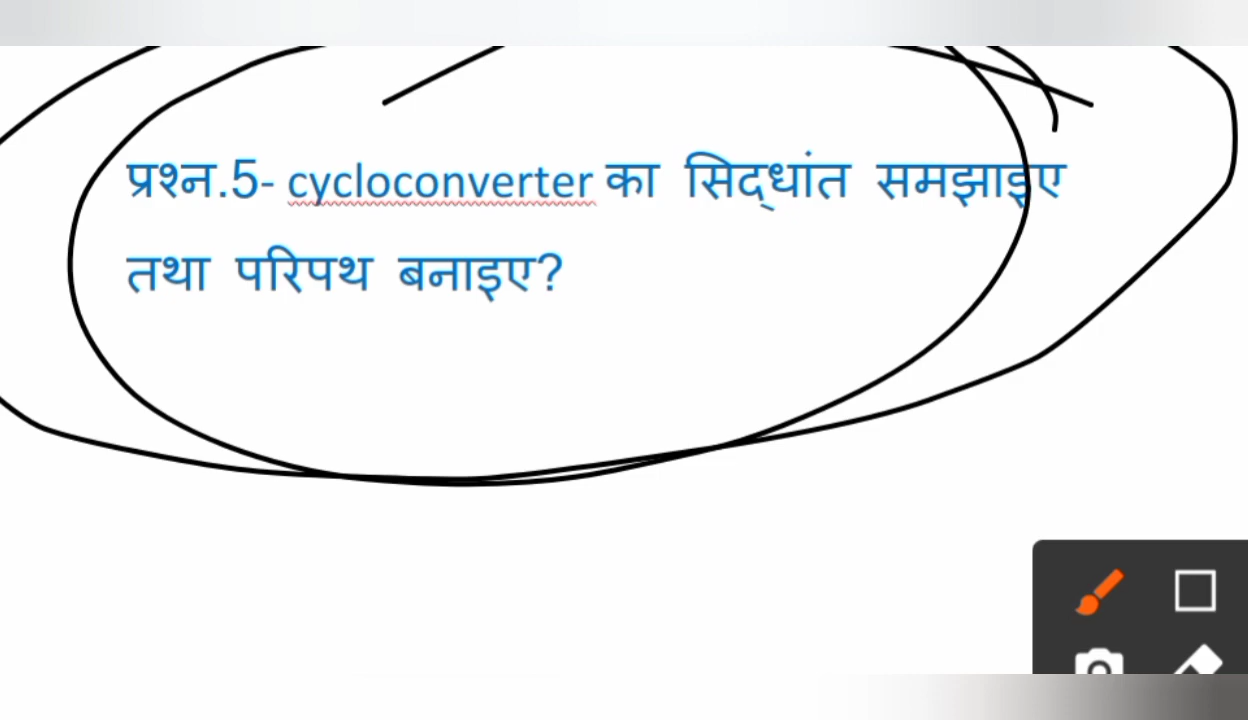 प्रश्न.5- cycloconverter का सिद्धांत समझाइए
तथा परिपथ बनाइए?